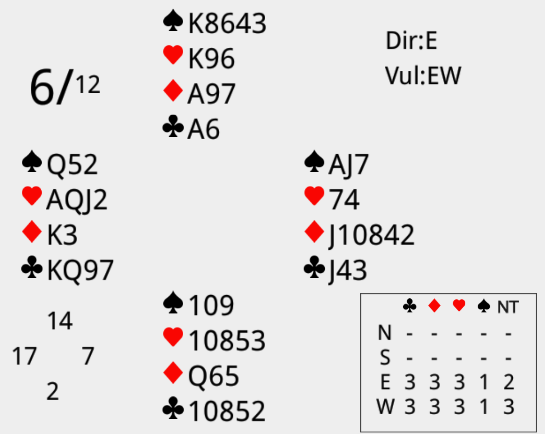 ♠K8643
♥K96
♦A97
♣A6
Dir:E
Vul:EW
6/12
♠Q52
♥AQJ2
♦K3
♣KQ97
♠AJ7
♥74
♦J10842
♣J43
♠109
♥10853
♦Q65
♣10852
14
17 7
2
♣ ♦ ♥ ♠ NT
N - - - - -
S - - - - -
E 3 3 3 1 2
W 3 3 3 1 3